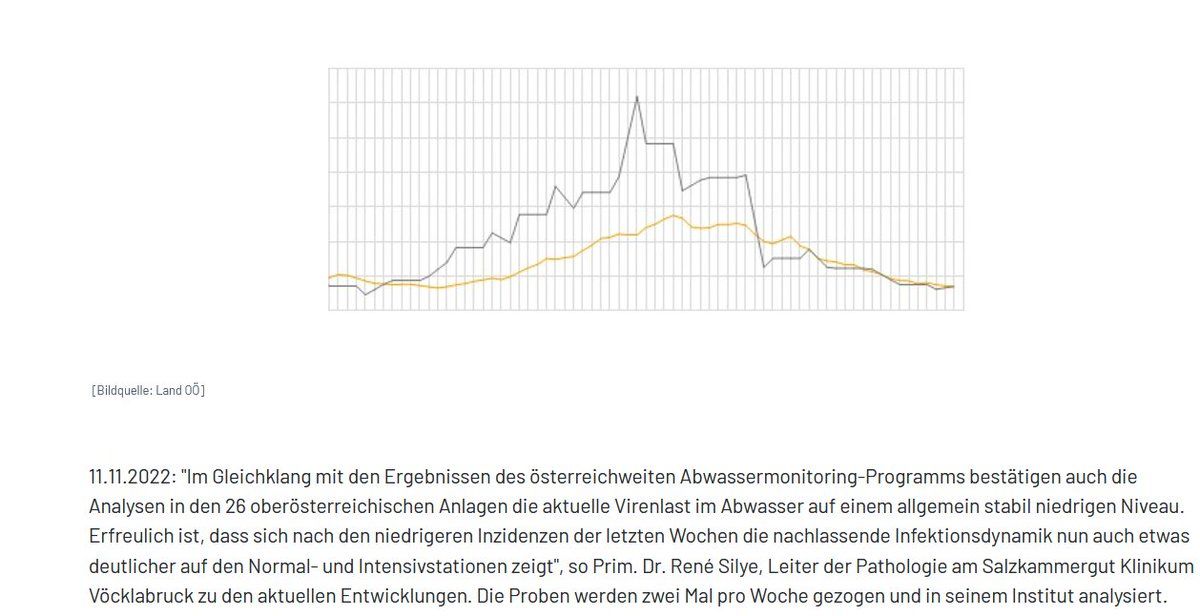 [Bildquelle: Land OÖ]
11.11.2022: "Im Gleichklang mit den Ergebnissen des österreichweiten Abwassermonitoring-Programms bestätigen auch die
Analysen in den 26 oberösterreichischen Anlagen die aktuelle Virenlast im Abwasser auf einem allgemein stabil niedrigen Niveau.
Erfreulich ist, dass sich nach den niedrigeren Inzidenzen der letzten Wochen die nachlassende Infektionsdynamik nun auch etwas
deutlicher auf den Normal- und Intensivstationen zeigt", so Prim. Dr. René Silye, Leiter der Pathologie am Salzkammergut Klinikum
Vöcklabruck zu den aktuellen Entwicklungen. Die Proben werden zwei Mal pro Woche gezogen und in seinem Institut analysiert.